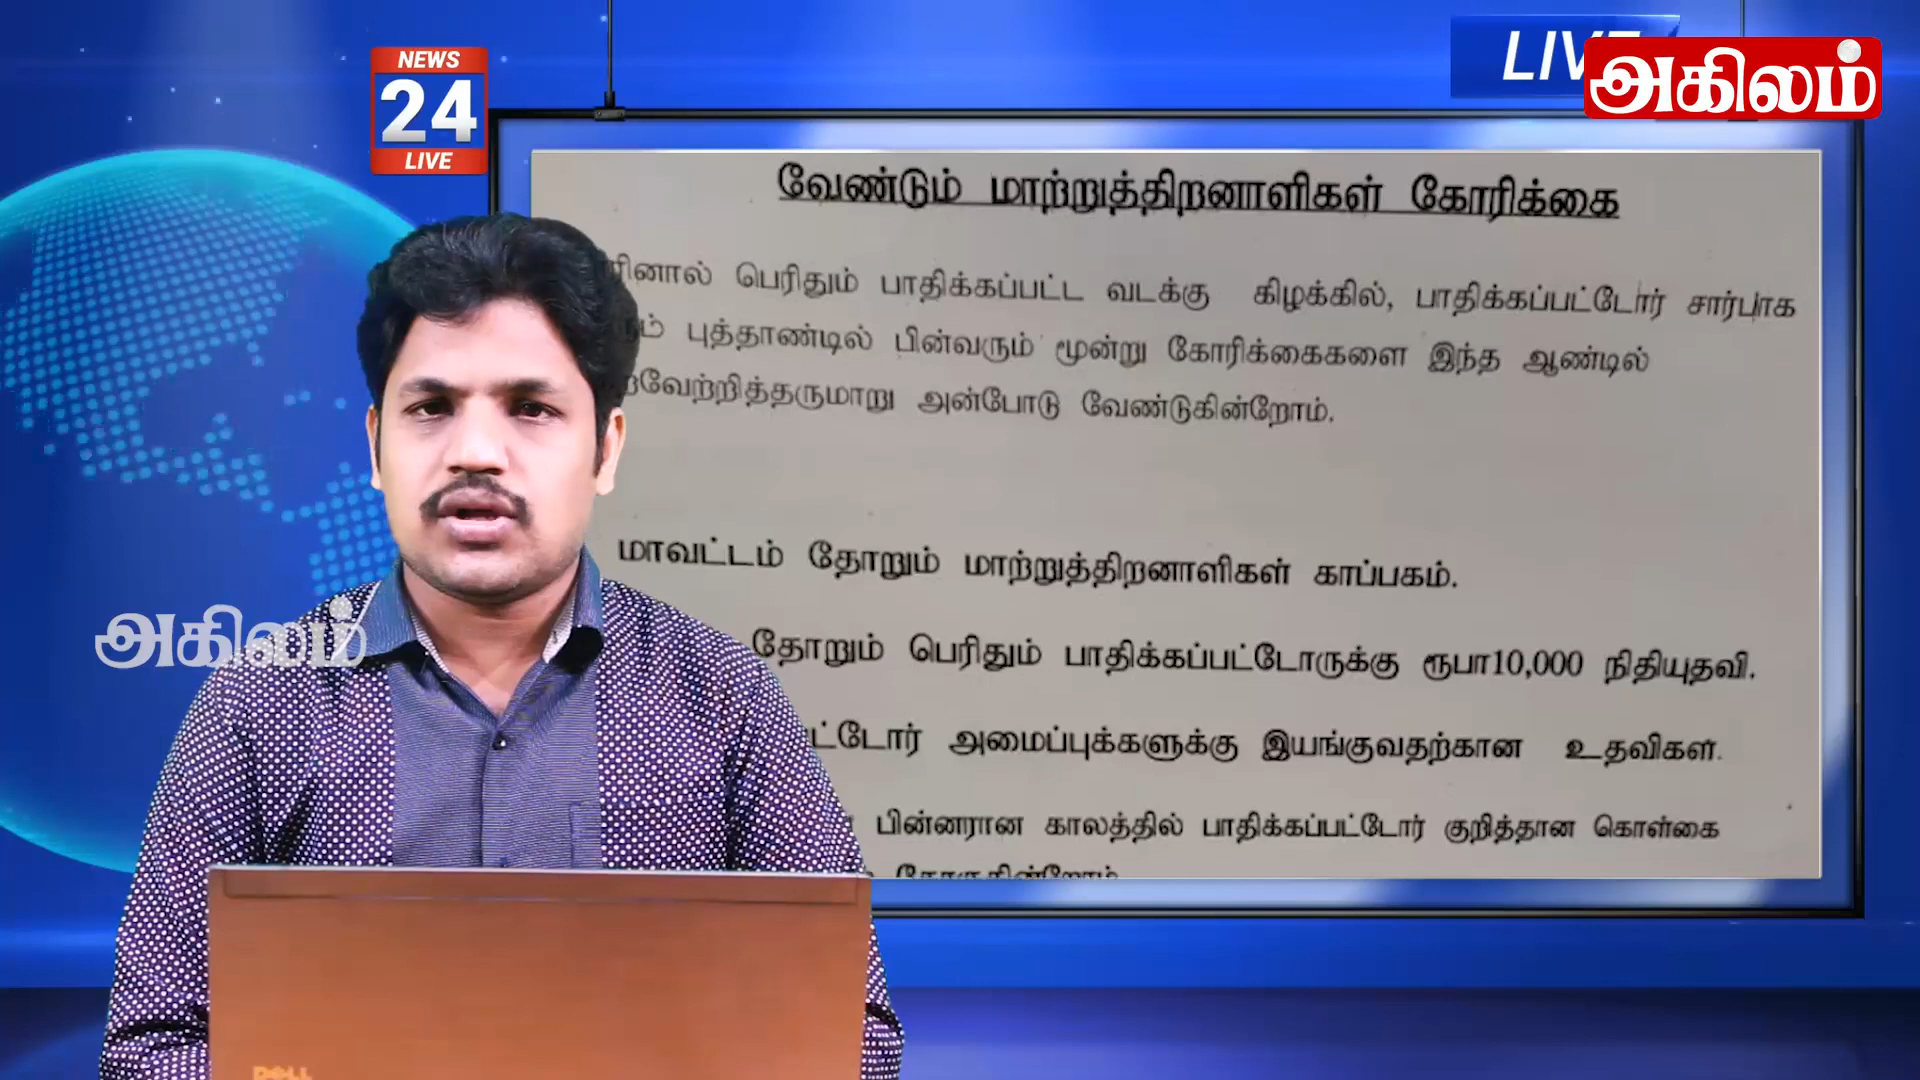 NEWS
24
LIVE
LIVE
அகிலம்
வேண்டும் மாற்றுத்திறனாளிகள் கோரிக்கை
பெரிதும் பாதிக்கப்பட்ட வடக்கு கிழக்கில், பாதிக்கப்பட்டோர் சார்பாக
புத்தாண்டில் பின்வரும் மூன்று கோரிக்கைகளை இந்த ஆண்டில்
அன்போடு வேண்டுகின்றோம்.
மாவட்டம் தோறும் மாற்றுத்திறனாளிகள் காப்பகம்.
தோறும் பெரிதும் பாதிக்கப்பட்டோருக்கு ரூபா10,000 நிதியுதவி.
அமைப்புக்களுக்கு இயங்குவதற்கான உதவிகள்.
பின்னரான காலத்தில் பாதிக்கப்பட்டோர் குறித்தான கொள்கை
அகிலம்
DELL